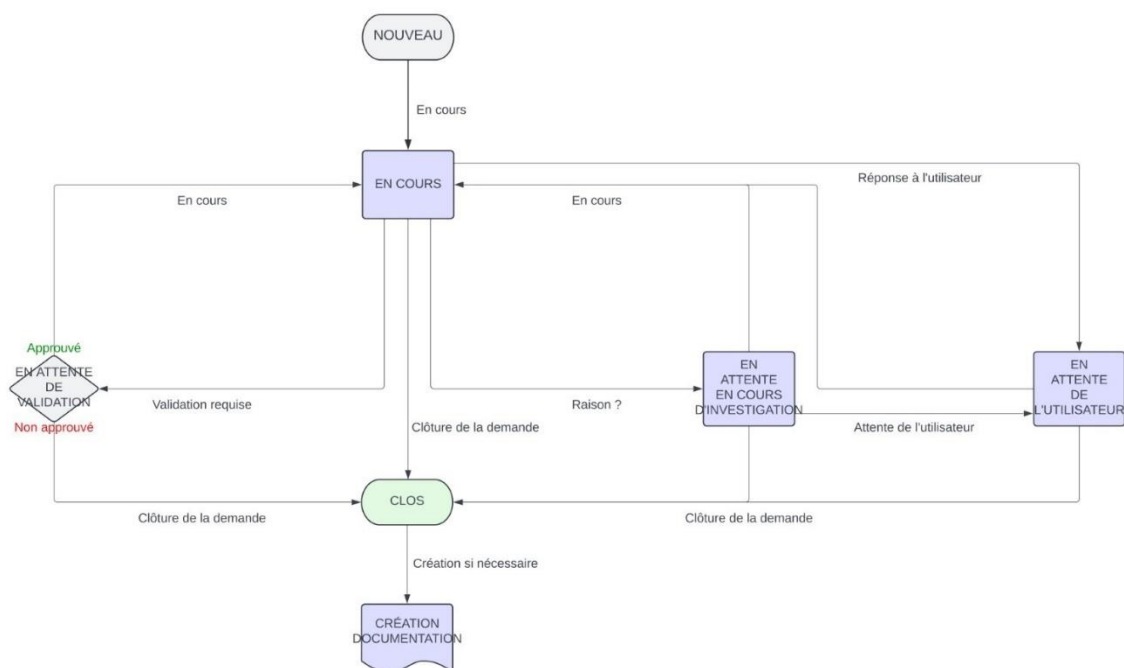 NOUVEAU
En cours
EN COURS
Réponse à l'utilisateur
En cours
En cours
Approuvé
EN ATTENTE
DE
VALIDATION
Non approuvé
Validation requise
Raison ?
EN
ATTENTE
EN COURS
D'INVESTIGATION
EN
ATTENTE
DE
L'UTILISATEUR
Attente de l'utilisateur
Clôture de la demande
CLOS
Clôture de la demande
Clôture de la demande
Création si nécessaire
CRÉATION
DOCUMENTATION